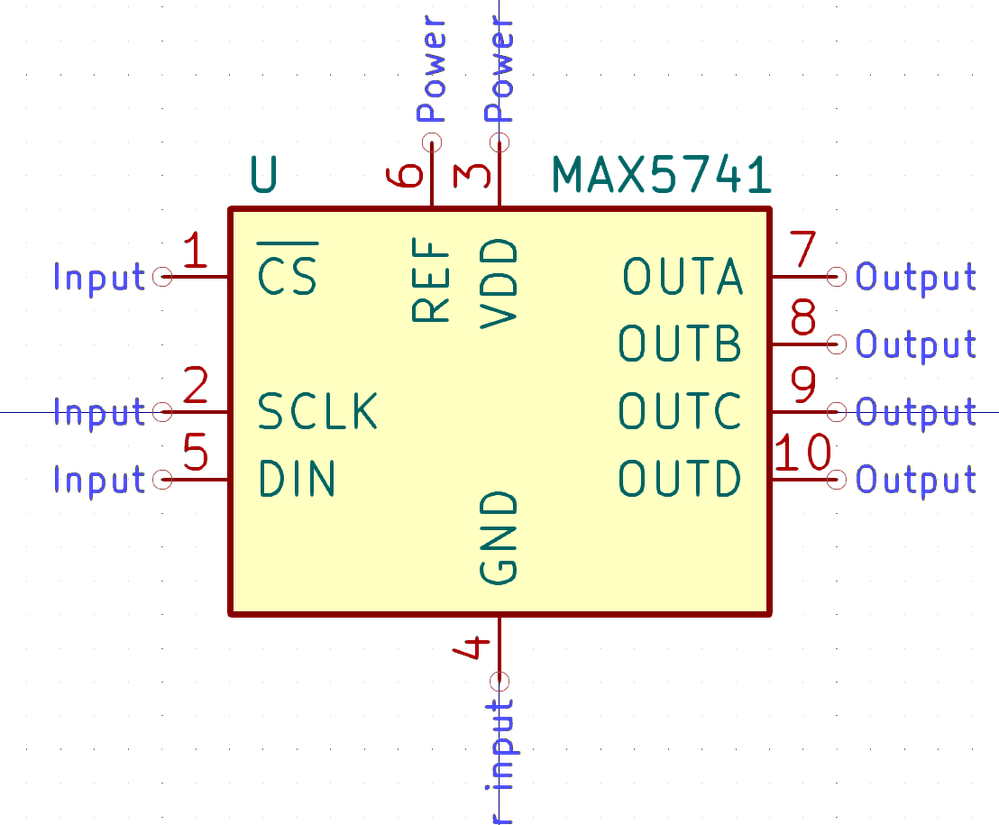 Power
Power
U
6
3
MAX5741
1
Input
CS
REF
VDD
OUTA
7
Output
OUTB
8
Output
2
Input
SCLK
OUTC
9
Output
5
Input
DIN
OUTD
10
Output
GND
4
r input